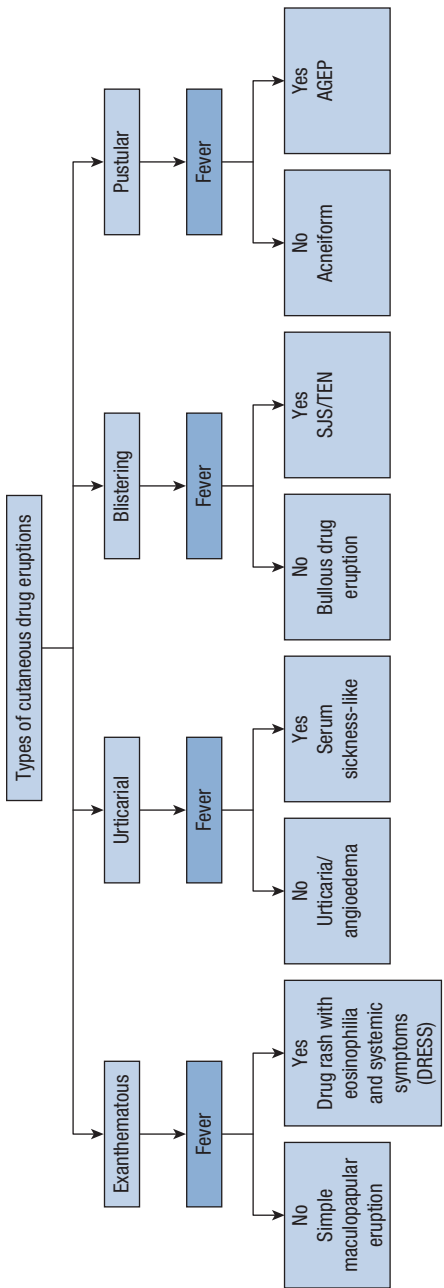 Types of cutaneous drug eruptions
Exanthematous
Urticarial
Blistering
Pustular
Fever
Fever
Fever
Fever
No
Simple
maculopapular
eruption
Yes
Drug rash with
eosinophilia
and systemic
symptoms
(DRESS)
No
Urticaria/
angioedema
Yes
Serum
sickness-like
No
Bullous drug
eruption
Yes
SJS/TEN
No
Acneiform
Yes
AGEP